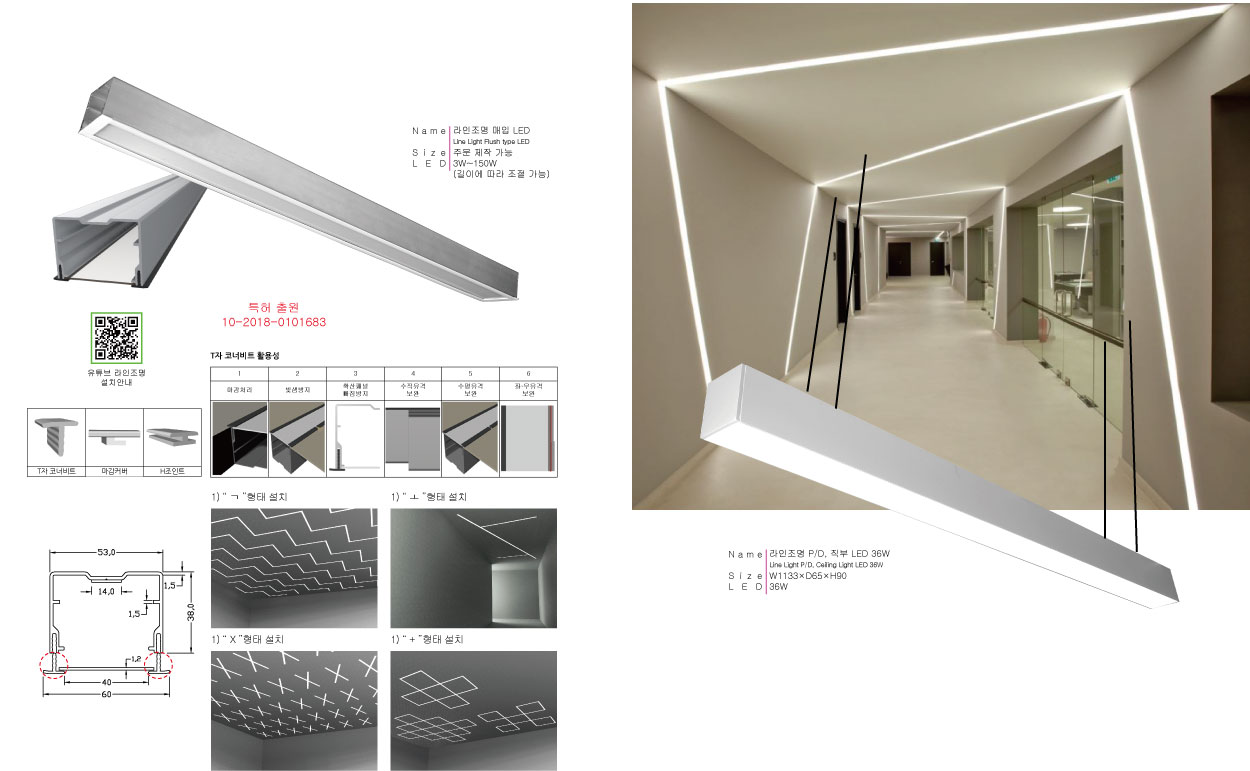 Name 라인조명 매입 LED
Line Light Flush type LED
Size 주문 제작 가능
LED 3W~150W
(길이에 따라 조절 가능)
특허 출원
10-2018-0101683
유튜브 라인조명
설치안내
T자 코너비트
마감커버
H조인트
T자 코너비트 활용성
1 2 3 4 5 6
마감처리
빛샘방지
확산패널
빠짐방지
수직유격
보완
수평유격
보완
좌·우유격
보완
1) “ ㄱ ”형태 설치
1) “ ㅗ ”형태 설치
1) “ X ”형태 설치
1) “ + ”형태 설치
53,0
14,0
1,5
1,5
38,0
1,2
40
60
Name 라인조명 P/D, 직부 LED 36W
Line Light P/D, Ceiling Light LED 36W
Size W1133×D65×H90
LED 36W